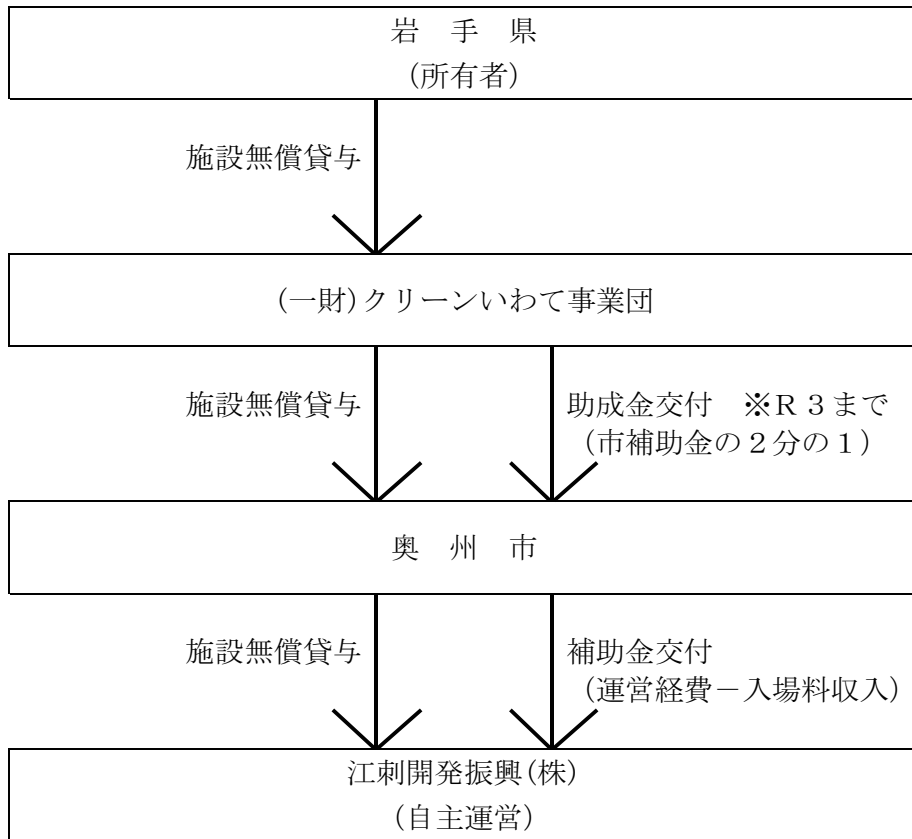 岩　手　県
(所有者)
施設無償貸与
(一財)クリーンいわて事業団
施設無償貸与
助成金交付　※Ｒ３まで
(市補助金の２分の１)
奥　州　市
施設無償貸与
補助金交付
(運営経費－入場料収入)
江刺開発振興(株)
(自主運営)